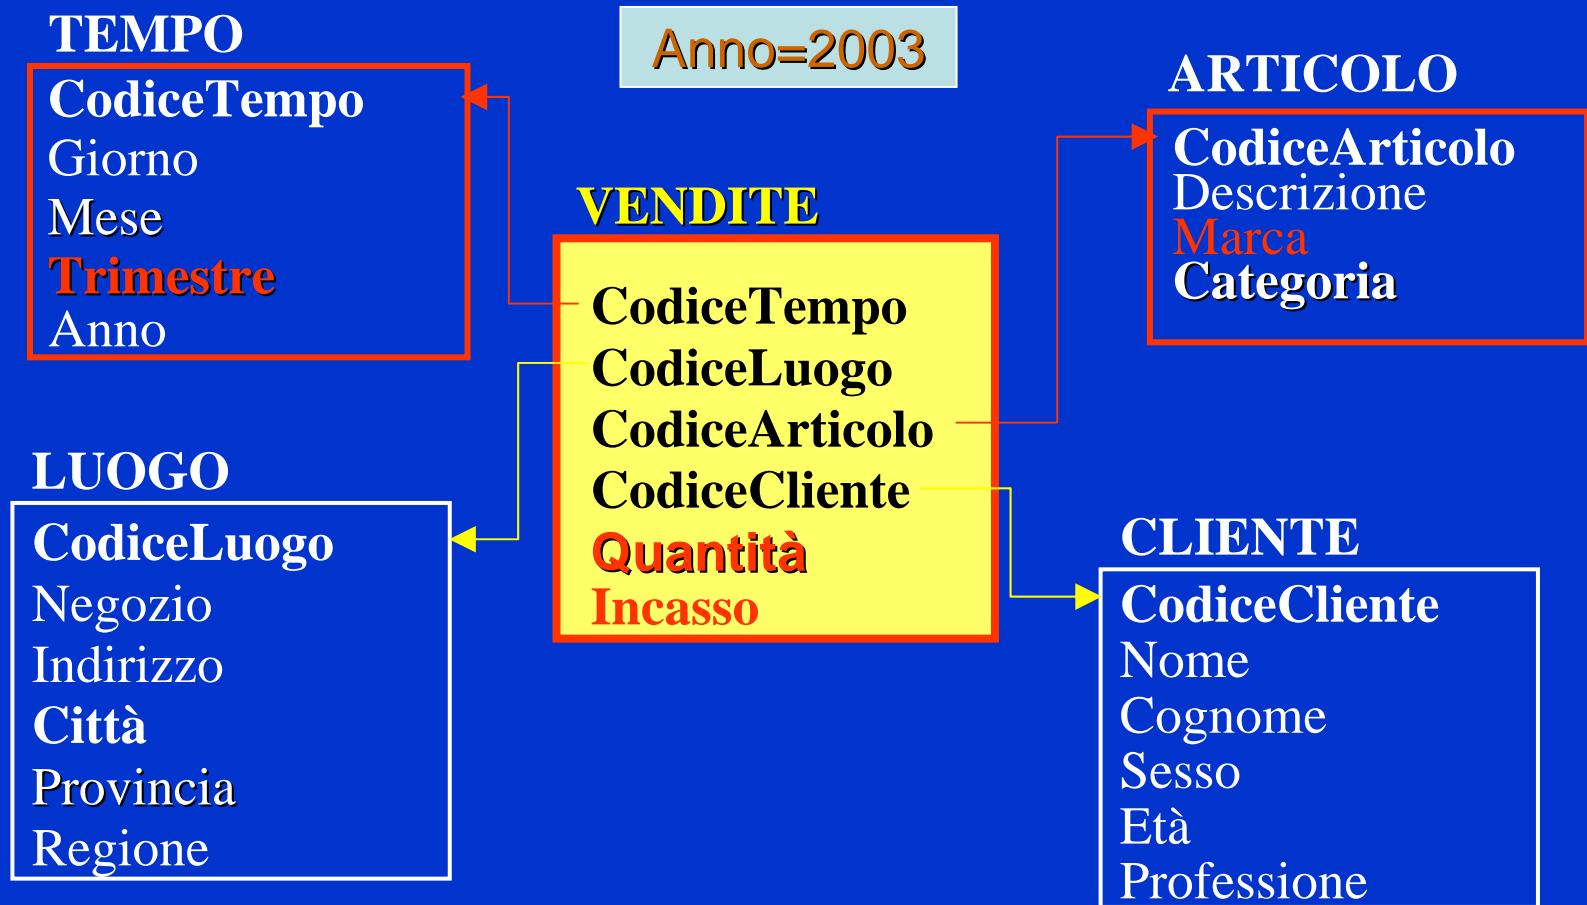 TEMPO
CodiceTempo
Giorno
Mese
Trimestre
Anno
Anno=2003
ARTICOLO
CodiceArticolo
Descrizione
Marca
Categoria
VENDITE
CodiceTempo
CodiceLuogo
CodiceArticolo
CodiceCliente
Quantità
Incasso
LUOGO
CodiceLuogo
Negozio
Indirizzo
Città
Provincia
Regione
CLIENTE
CodiceCliente
Nome
Cognome
Sesso
Età
Professione